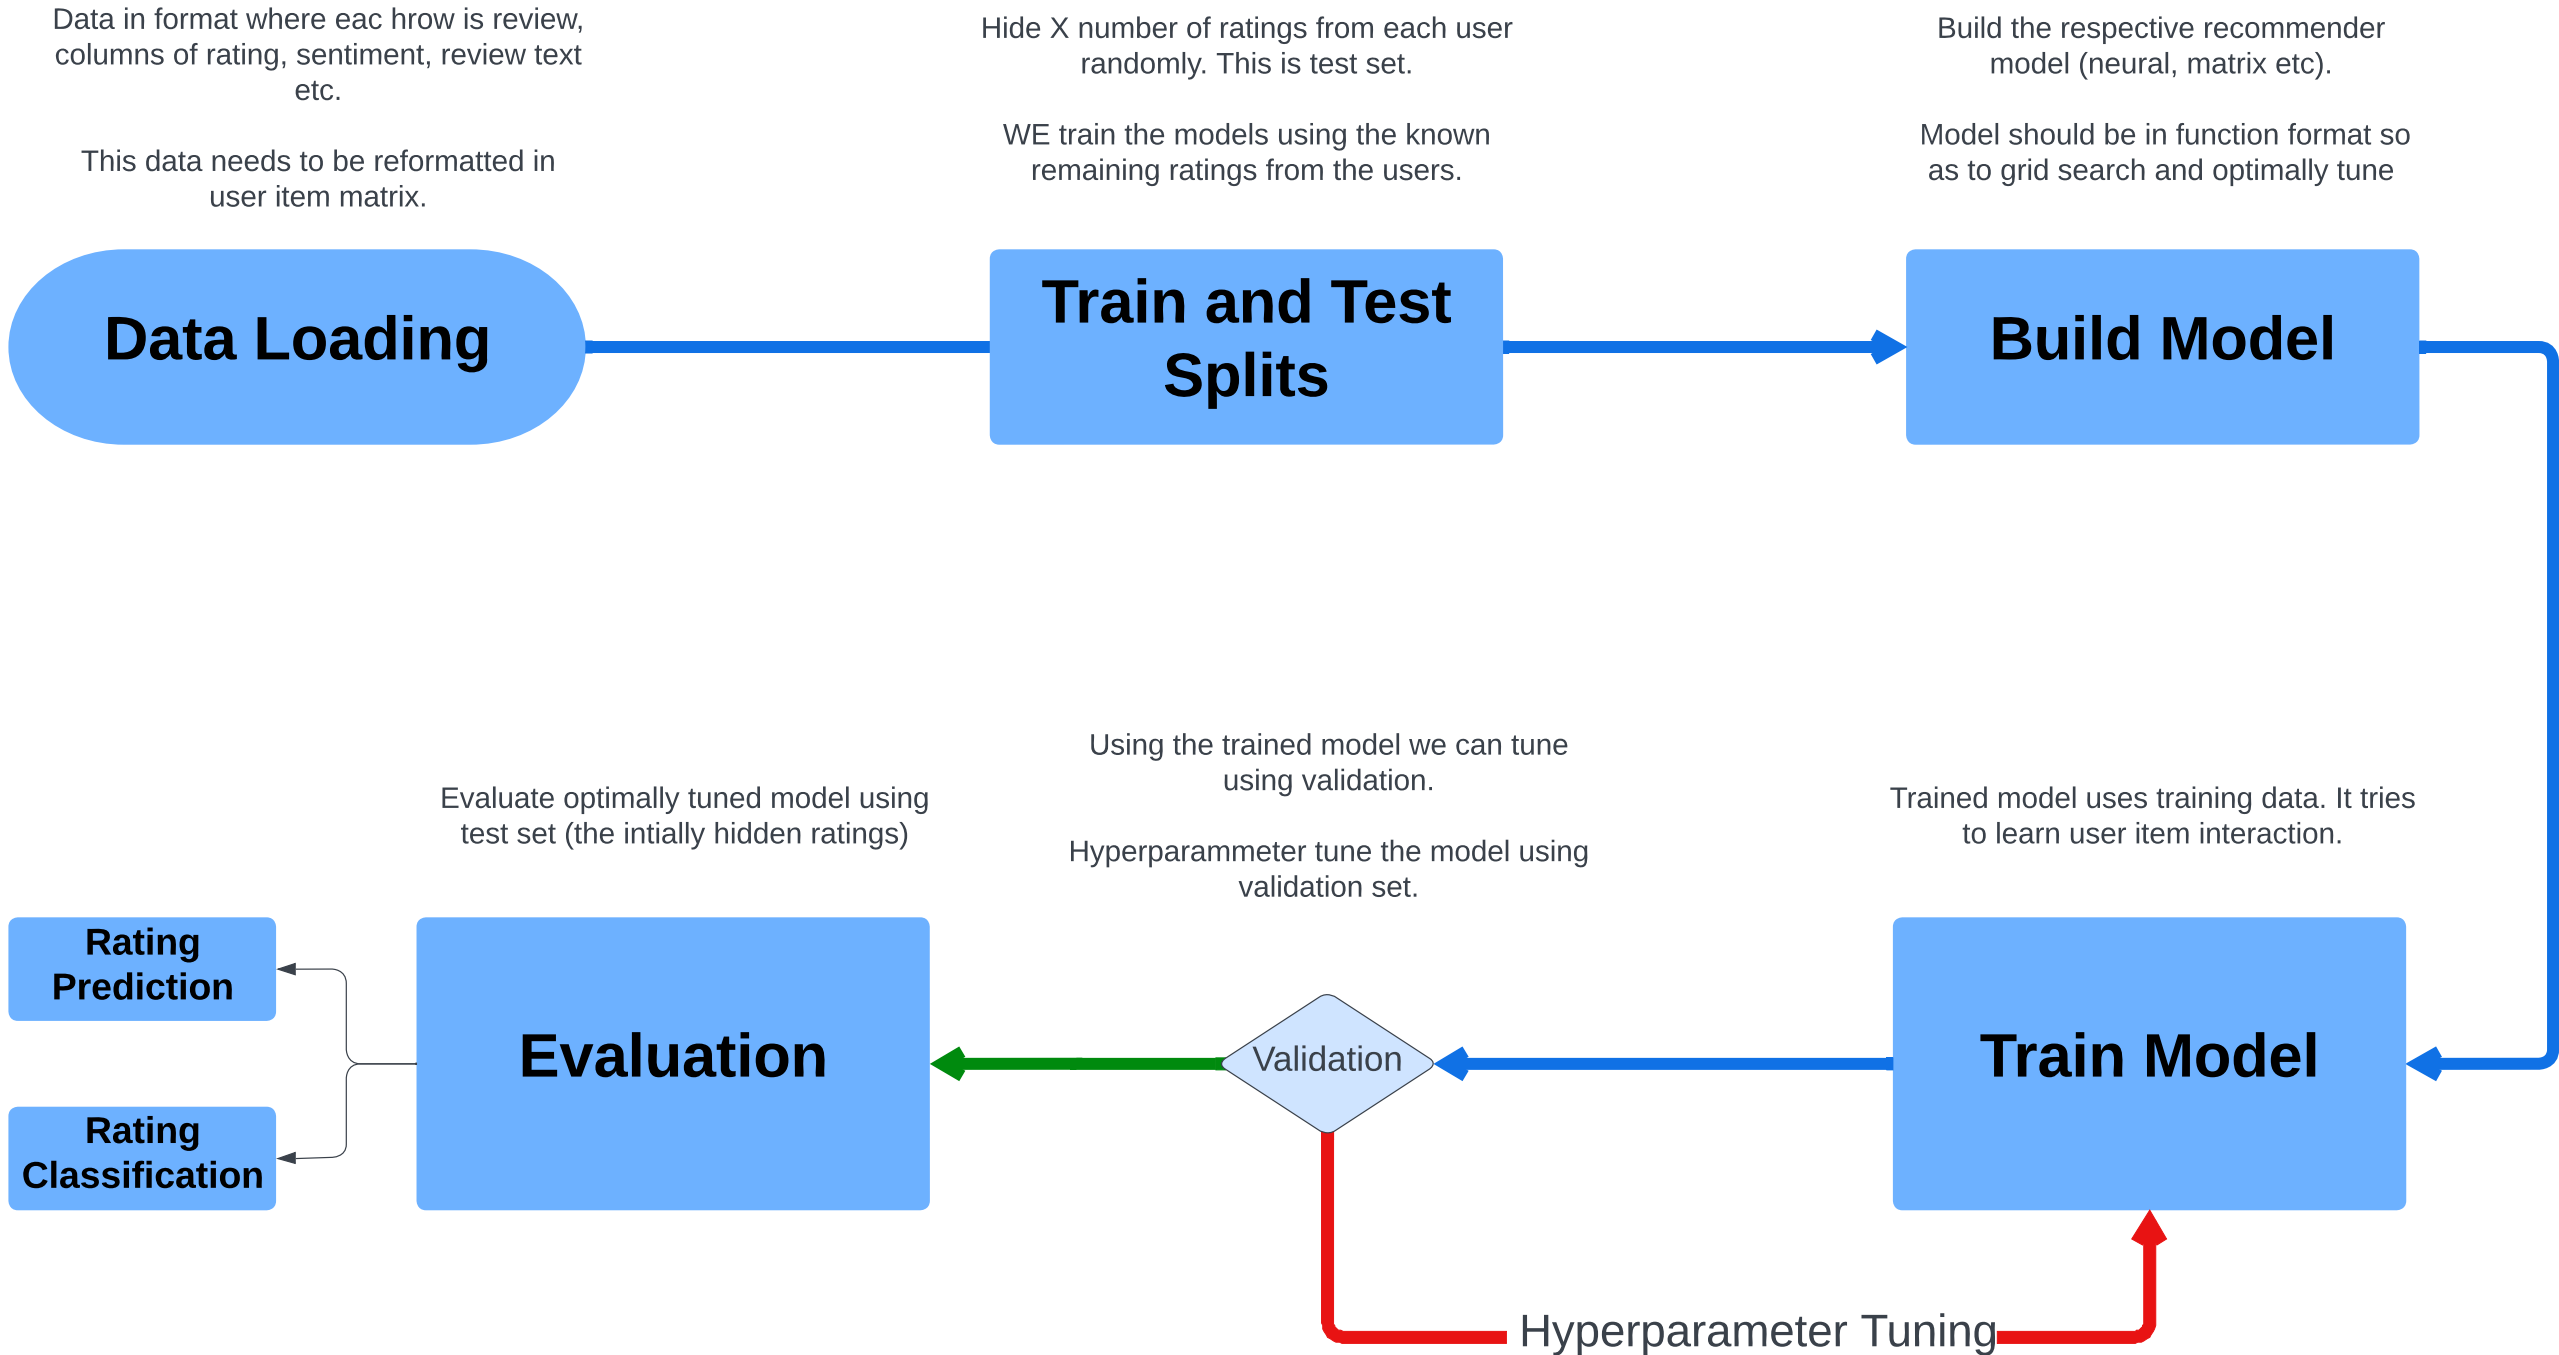 Data in format where eac hrow is review,
columns of rating, sentiment, review text
etc.
This data needs to be reformatted in
user item matrix.
Hide X number of ratings from each user
randomly. This is test set.
WE train the models using the known
remaining ratings from the users.
Build the respective recommender
model (neural, matrix etc).
Model should be in function format so
as to grid search and optimally tune
Data Loading
Train and Test
Splits
Build Model
Evaluate optimally tuned model using
test set (the intially hidden ratings)
Using the trained model we can tune
using validation.
Hyperparammeter tune the model using
validation set.
Trained model uses training data. It tries
to learn user item interaction.
Rating
Prediction
Rating
Classification
Evaluation
Validation
Train Model
Hyperparameter Tuning